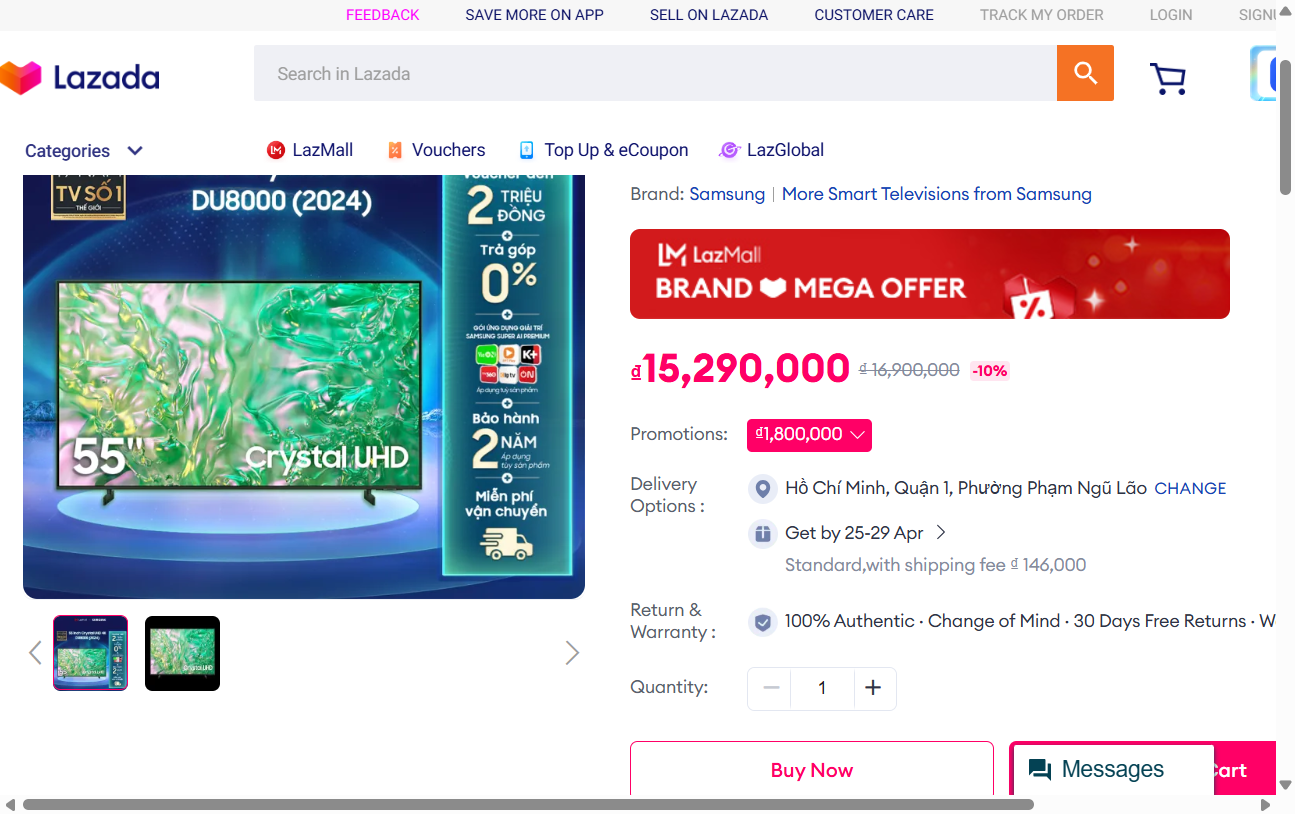 FEEDBACK
SAVE MORE ON APP
SELL ON LAZADA
CUSTOMER CARE
TRACK MY ORDER
LOGIN
Lazada
Search in Lazada
Categories
LazMall
Vouchers
Top Up & eCoupon
LazGlobal
TV SỐ 1
THẾ GIỚI
DU8000 (2024)
2 TRIỆU
ĐỒNG
Trả góp
0%
GÓI ỨNG DỤNG GIẢI TRÍ
SAMSUNG SUPER AI PREMIUM
K+
tv
ON
Áp dụng tuỳ sản phẩm
Bảo hành
2 NĂM
Áp dụng
tùy sản phẩm
Miễn phí
vận chuyển
55"
Crystal UHD
Brand: Samsung | More Smart Televisions from Samsung
LazMall
BRAND MEGA OFFER
₫15,290,000 ₫ 16,900,000 -10%
Promotions: ₫1,800,000
Delivery
Options :
Hồ Chí Minh, Quận 1, Phường Phạm Ngũ Lão CHANGE
Get by 25-29 Apr
Standard,with shipping fee ₫ 146,000
Return &
Warranty :
100% Authentic · Change of Mind · 30 Days Free Returns · W
Quantity: 1
Buy Now
Messages
Cart